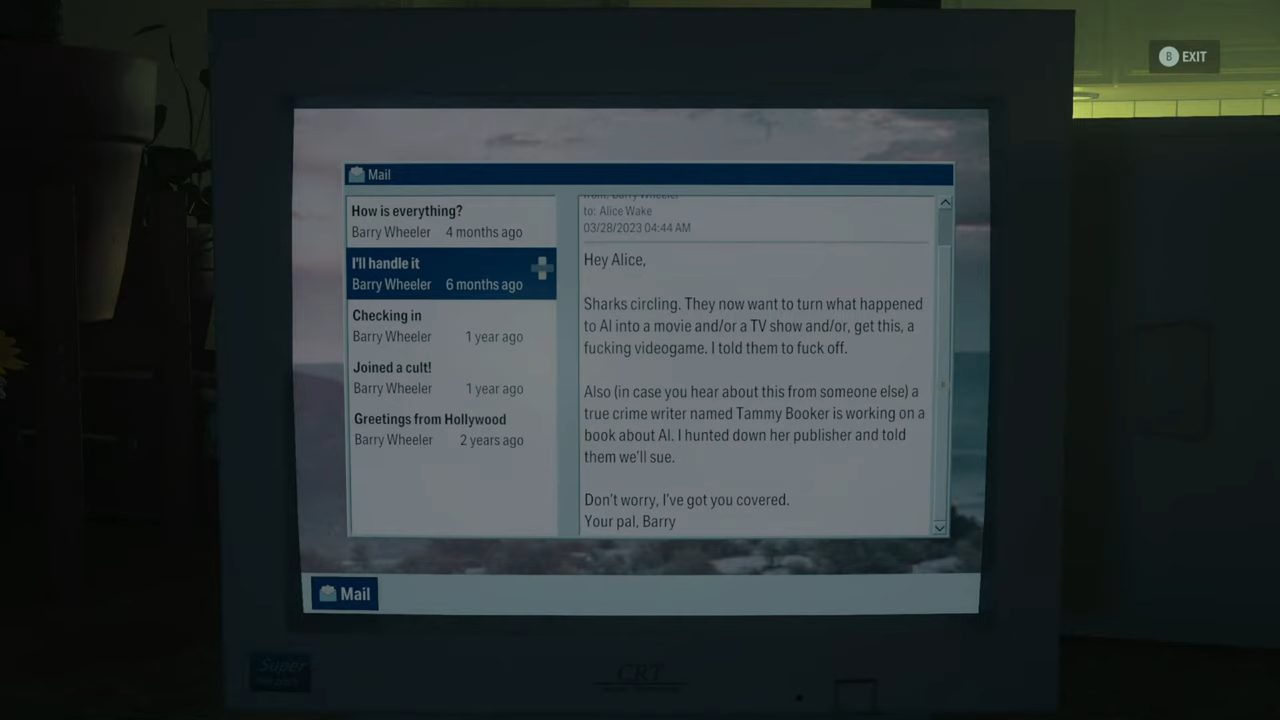 B EXIT
Mail
How is everything?
Barry Wheeler 4 months ago
I'll handle it
Barry Wheeler 6 months ago
Checking in
Barry Wheeler 1 year ago
Joined a cult!
Barry Wheeler 1 year ago
Greetings from Hollywood
Barry Wheeler 2 years ago
from: Barry Wheeler
to: Alice Wake
03/28/2023 04:44 AM
Hey Alice,
Sharks circling. They now want to turn what happened
to Al into a movie and/or a TV show and/or, get this, a
fucking videogame. I told them to fuck off.
Also (in case you hear about this from someone else) a
true crime writer named Tammy Booker is working on a
book about Al. I hunted down her publisher and told
them we'll sue.
Don't worry, I've got you covered.
Your pal, Barry
Mail
Super
CRT